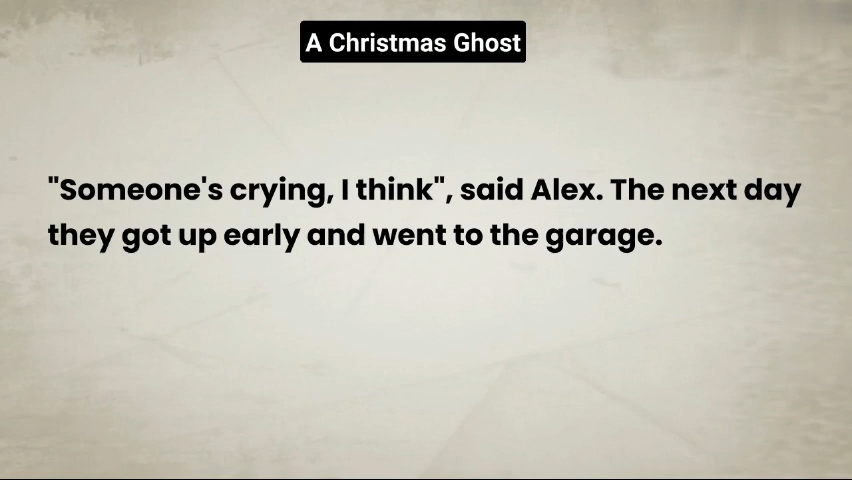 A Christmas Ghost
"Someone's crying, I think", said Alex. The next day
they got up early and went to the garage.